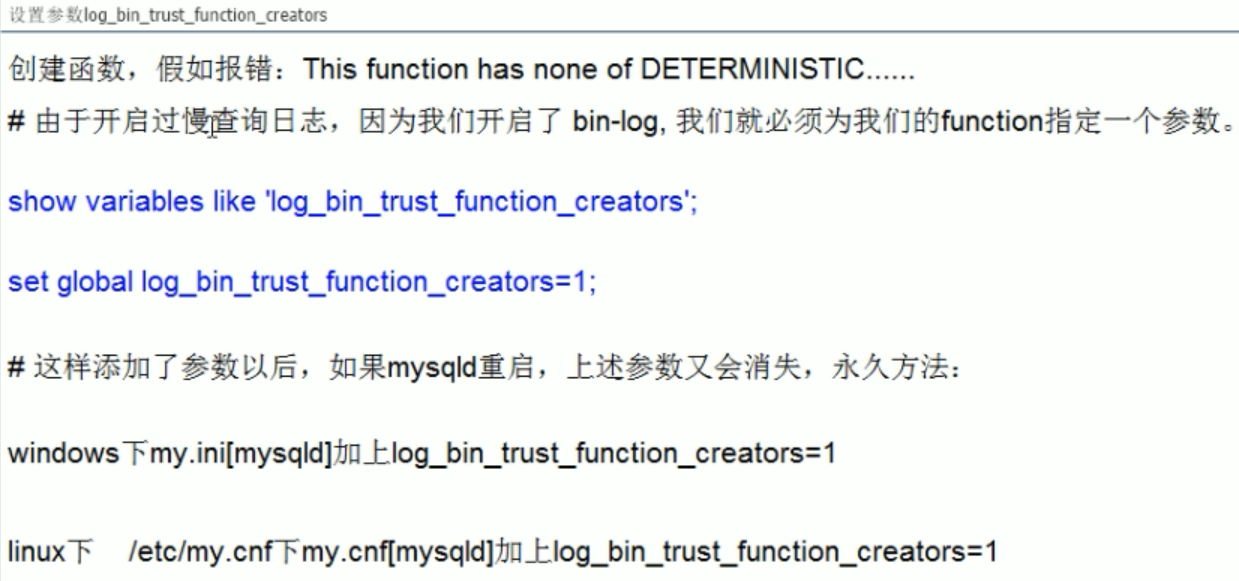 设置参数log_bin_trust_function_creators
创建函数，假如报错：This function has none of DETERMINISTIC......
# 由于开启过慢查询日志，因为我们开启了 bin-log, 我们就必须为我们的function指定一个参数。
show variables like 'log_bin_trust_function_creators';
set global log_bin_trust_function_creators=1;
# 这样添加了参数以后，如果mysqld重启，上述参数又会消失，永久方法：
windows下my.ini[mysqld]加上log_bin_trust_function_creators=1
linux下 /etc/my.cnf下my.cnf[mysqld]加上log_bin_trust_function_creators=1